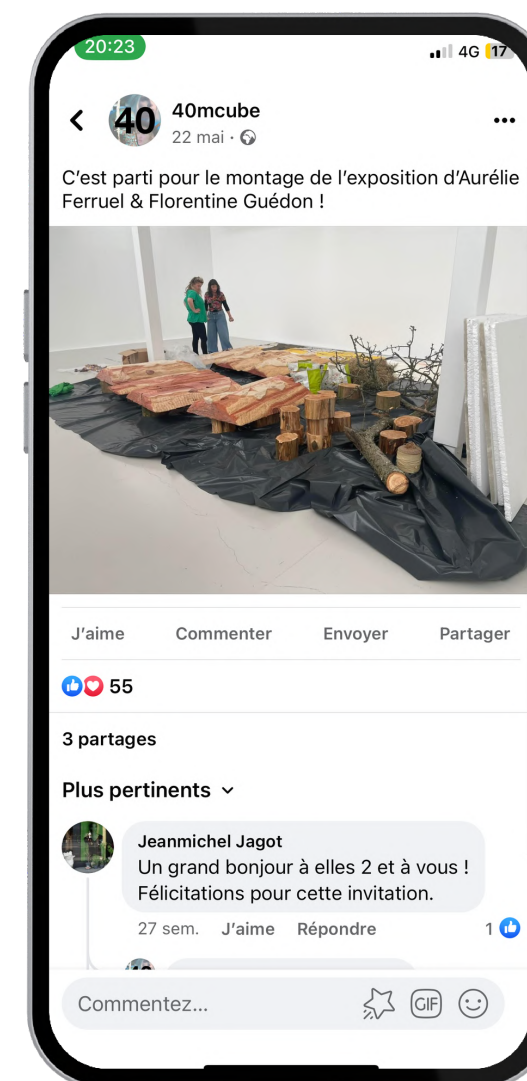 20:23
4G 17
40 40mcube
22 mai ·
C’est parti pour le montage de l’exposition d’Aurélie
Ferruel & Florentine Guédon !
J’aime Commenter Envoyer Partager
55
3 partages
Plus pertinents
Jeanmichel Jagot
Un grand bonjour à elles 2 et à vous !
Félicitations pour cette invitation.
27 sem. J’aime Répondre 1
Commentez...
GIF